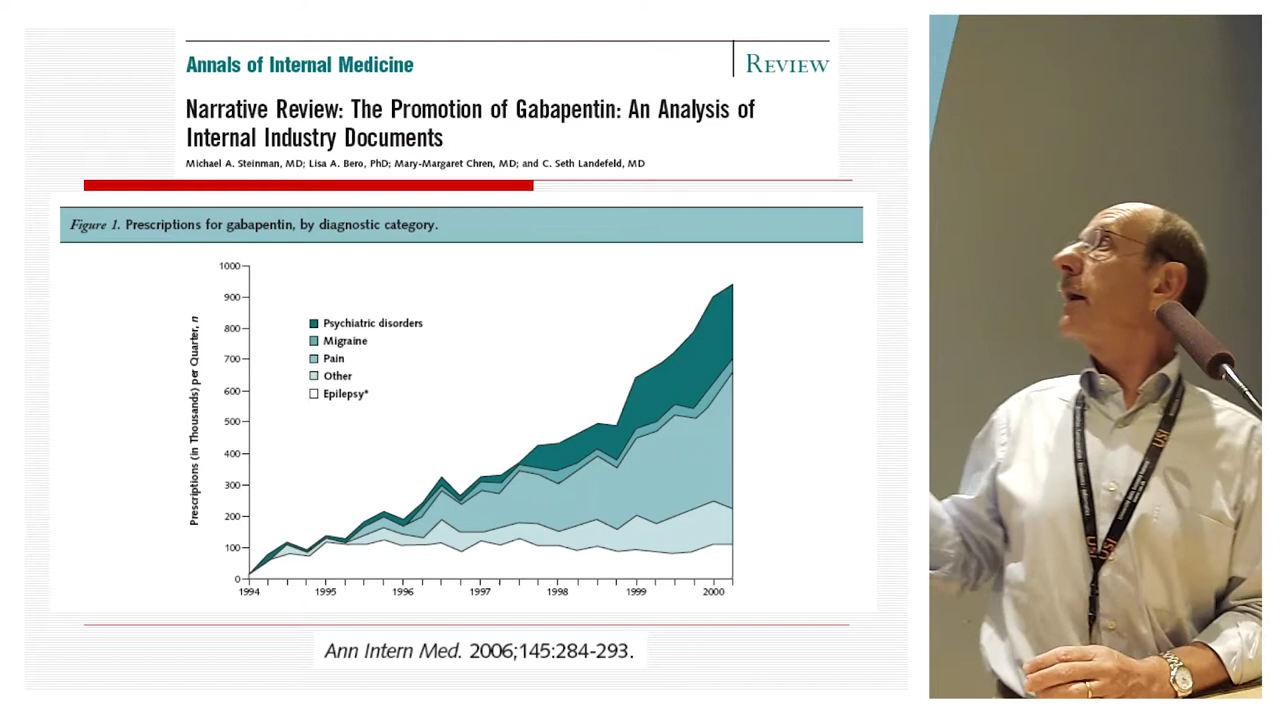 Annals of Internal Medicine
REVIEW
Narrative Review: The Promotion of Gabapentin: An Analysis of
Internal Industry Documents
Michael A. Steinman, MD; Lisa A. Bero, PhD; Mary-Margaret Chren, MD; and C. Seth Landefeld, MD
Figure 1. Prescriptions for gabapentin, by diagnostic category.
Prescriptions (in Thousands) per Quarter, n
1000
900
800
700
600
500
400
300
200
100
0
Psychiatric disorders
Migraine
Pain
Other
Epilepsy*
1994
1995
1996
1997
1998
1999
2000
Ann Intern Med. 2006;145:284-293.
USI
USI